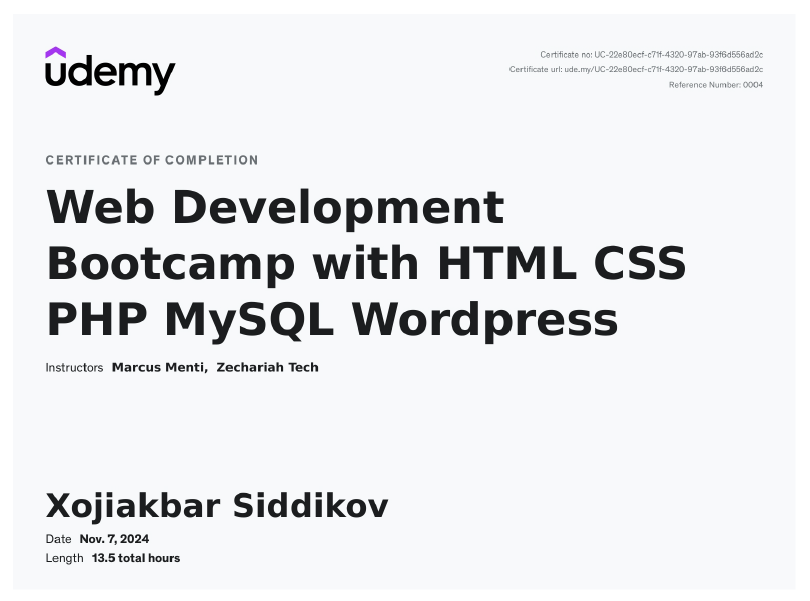 udemy
Certificate no: UC-22e80ecf-c71f-4320-97ab-93f6d556ad2c
Certificate url: ude.my/UC-22e80ecf-c71f-4320-97ab-93f6d556ad2c
Reference Number: 0004
CERTIFICATE OF COMPLETION
Web Development
Bootcamp with HTML CSS
PHP MySQL Wordpress
Instructors Marcus Menti, Zechariah Tech
Xojiakbar Siddikov
Date Nov. 7, 2024
Length 13.5 total hours